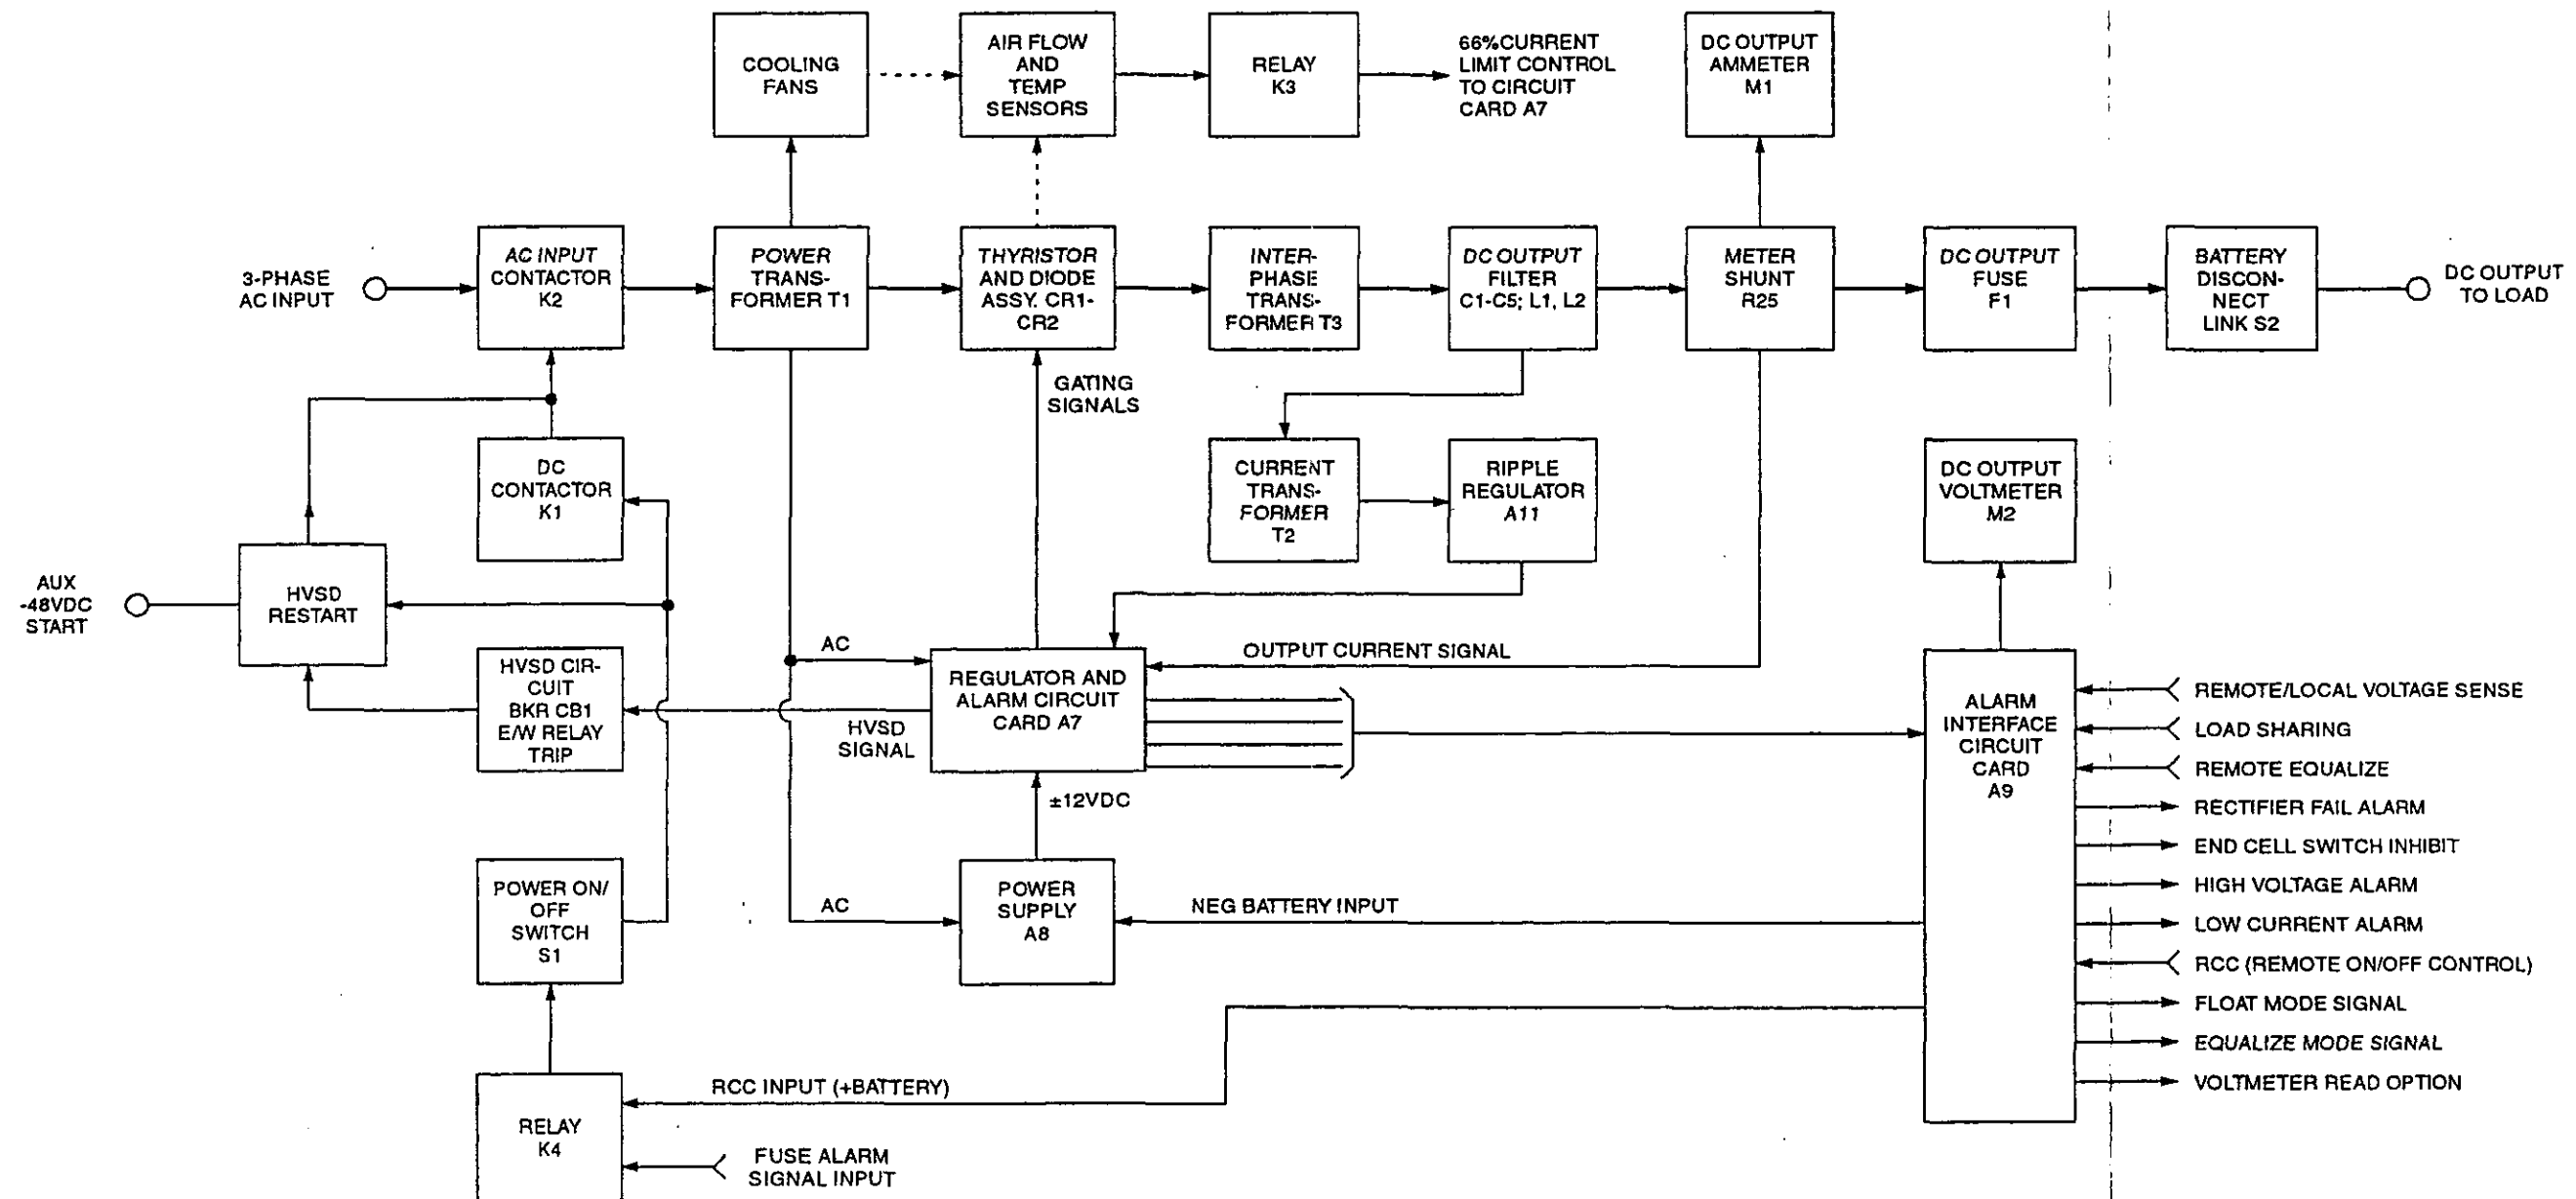 COOLING
FANS
AIR FLOW
AND
TEMP
SENSORS
RELAY
K3
66%CURRENT
LIMIT CONTROL
TO CIRCUIT
CARD A7
DC OUTPUT
AMMETER
M1
3-PHASE
AC INPUT
AC INPUT
CONTACTOR
K2
POWER
TRANS-
FORMER T1
THYRISTOR
AND DIODE
ASSY. CR1-
CR2
INTER-
PHASE
TRANS-
FORMER T3
DC OUTPUT
FILTER
C1-C5; L1, L2
METER
SHUNT
R25
DC OUTPUT
FUSE
F1
BATTERY
DISCON-
NECT
LINK S2
DC OUTPUT
TO LOAD
GATING
SIGNALS
DC
CONTACTOR
K1
CURRENT
TRANS-
FORMER
T2
RIPPLE
REGULATOR
A11
DC OUTPUT
VOLTMETER
M2
AUX
-48VDC
START
HVSD
RESTART
HVSD CIR-
CUIT
BKR CB1
E/W RELAY
TRIP
AC
HVSD
SIGNAL
REGULATOR AND
ALARM CIRCUIT
CARD A7
OUTPUT CURRENT SIGNAL
±12VDC
ALARM
INTERFACE
CIRCUIT
CARD
A9
REMOTE/LOCAL VOLTAGE SENSE
LOAD SHARING
REMOTE EQUALIZE
RECTIFIER FAIL ALARM
END CELL SWITCH INHIBIT
HIGH VOLTAGE ALARM
LOW CURRENT ALARM
RCC (REMOTE ON/OFF CONTROL)
FLOAT MODE SIGNAL
EQUALIZE MODE SIGNAL
VOLTMETER READ OPTION
POWER ON/
OFF
SWITCH
S1
AC
POWER
SUPPLY
A8
NEG BATTERY INPUT
RCC INPUT (+BATTERY)
RELAY
K4
FUSE ALARM
SIGNAL INPUT